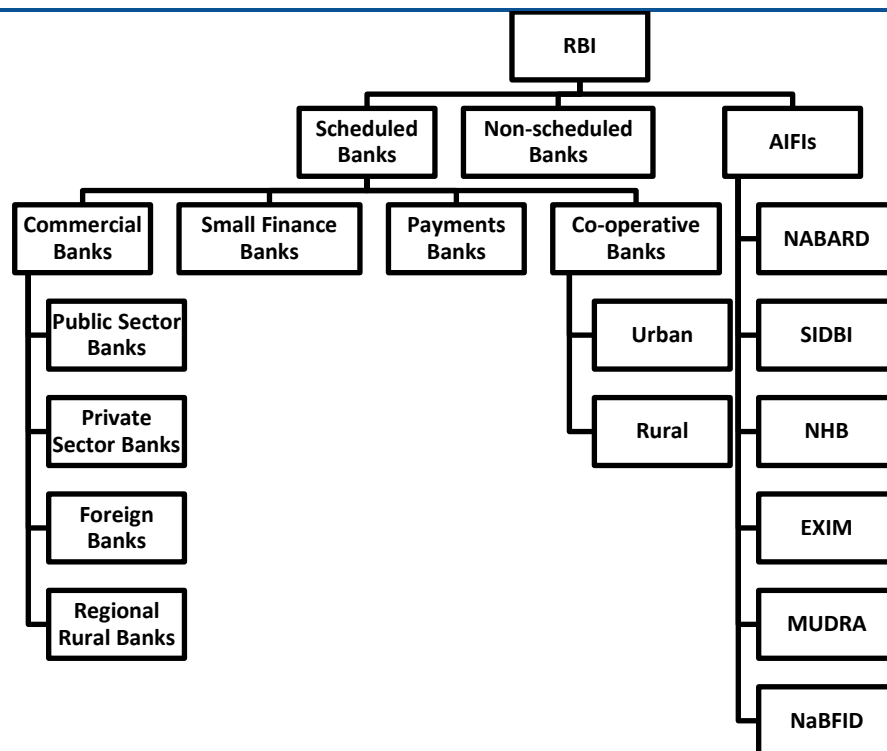 RBI
Scheduled
Banks
Non-scheduled
Banks
AIFIs
Commercial
Banks
Small Finance
Banks
Payments
Banks
Co-operative
Banks
Public Sector
Banks
Private
Sector Banks
Foreign
Banks
Regional
Rural Banks
Urban
Rural
NABARD
SIDBI
NHB
EXIM
MUDRA
NaBFID